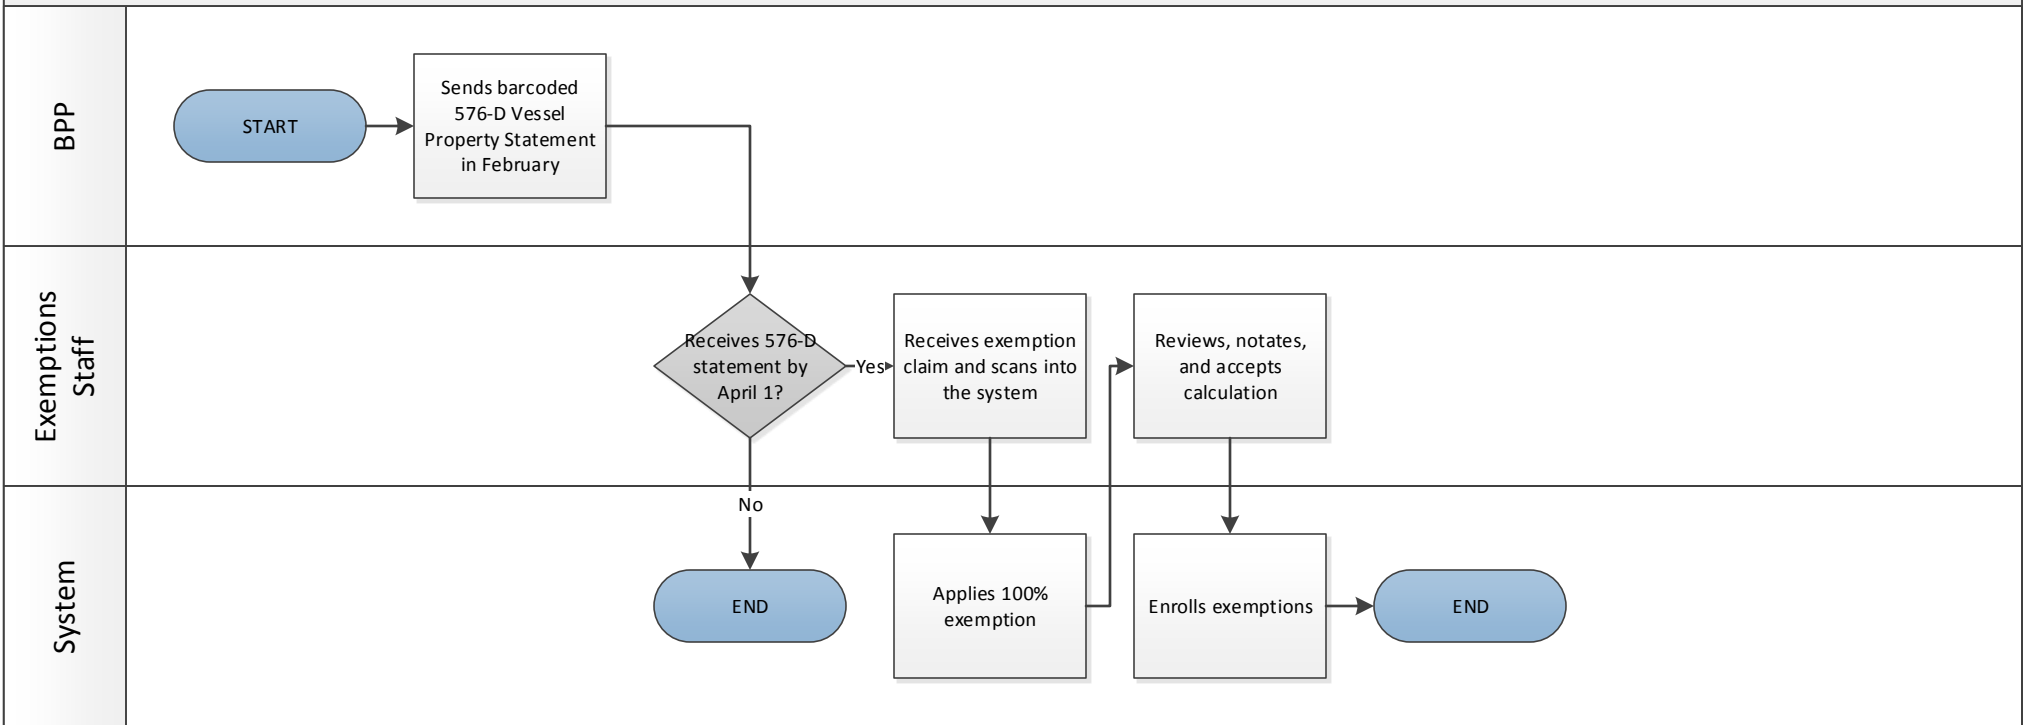 BPP
START
Sends barcoded
576-D Vessel
Property Statement
in February
Exemptions
Staff
Receives 576-D
statement by
April 1?
Yes
Receives exemption
claim and scans into
the system
Reviews, notates,
and accepts
calculation
System
No
END
Applies 100%
exemption
Enrolls exemptions
END